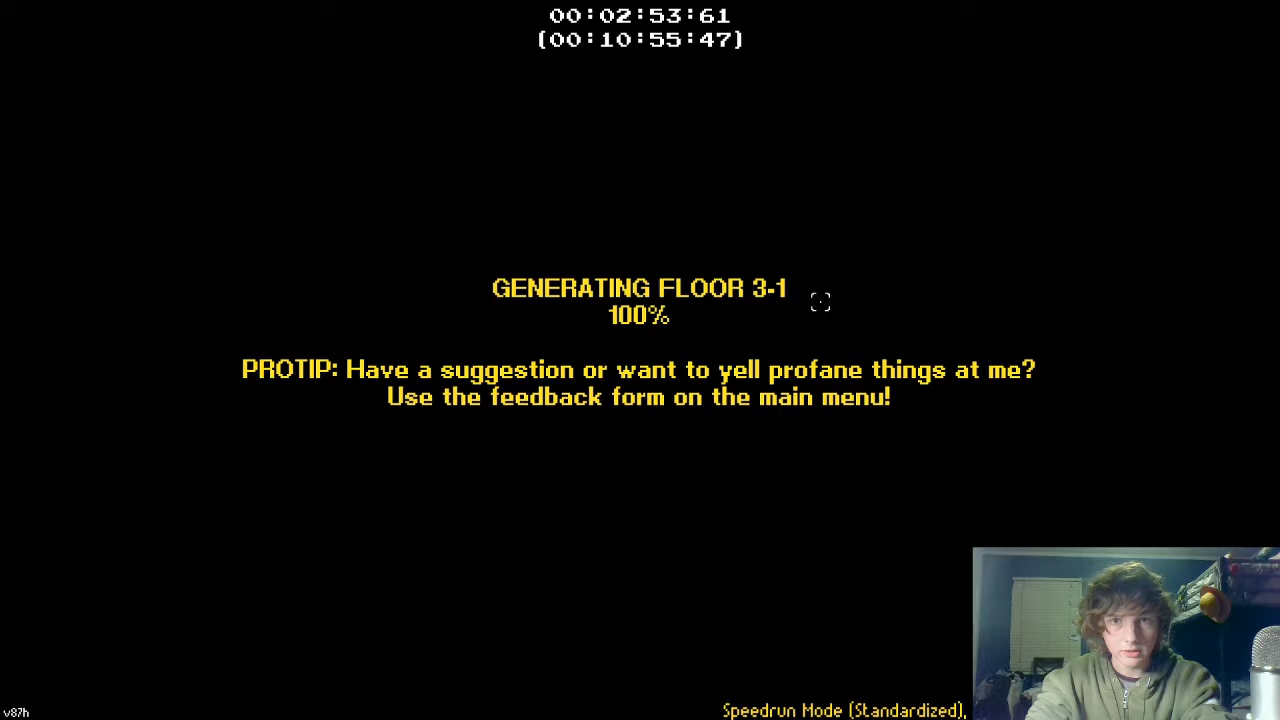 00:02:53:61
(00:10:55:47)
GENERATING FLOOR 3-1
100%
PROTIP: Have a suggestion or want to yell profane things at me?
Use the feedback form on the main menu!
v87h
Speedrun Mode (Standardized),